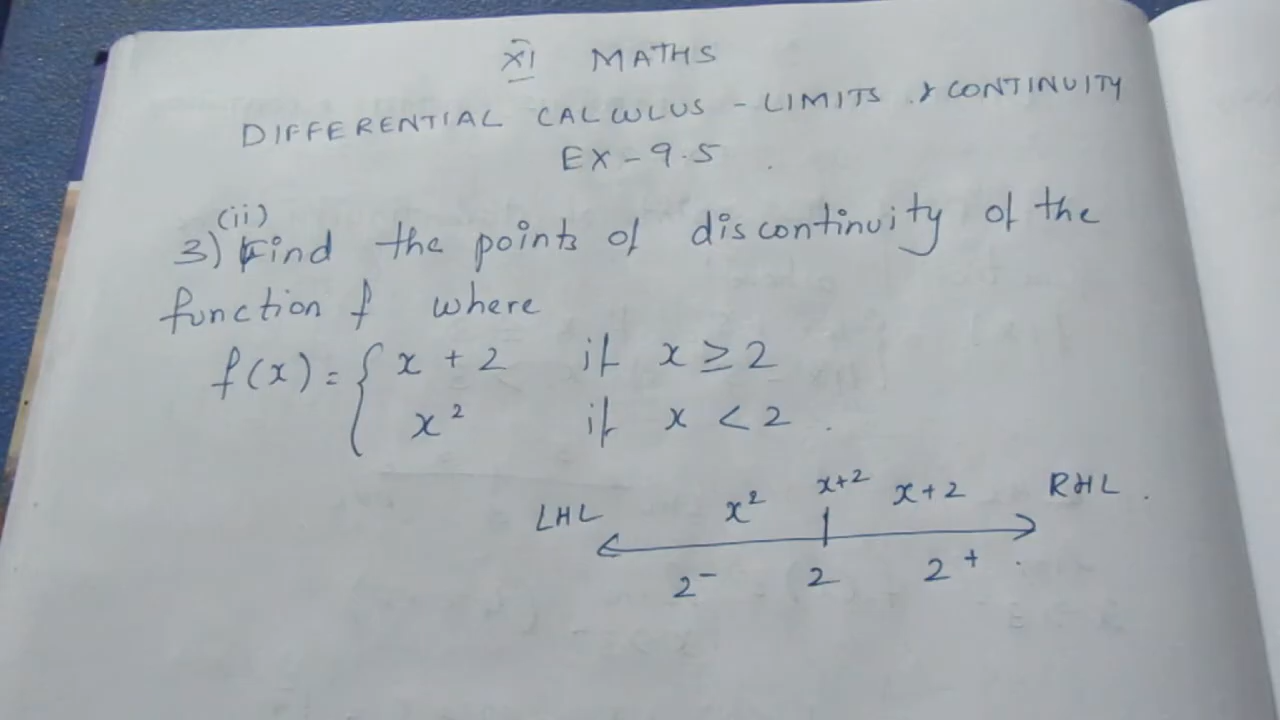 XI MATHS
DIFFERENTIAL CALCULUS - LIMITS & CONTINUITY
EX - 9.5
(ii)
3) Find the points of discontinuity of the
function f where
f(x) = { x + 2 if x ≥ 2
x² if x < 2 .
LHL x² x+2 x+2 RHL .
2⁻ 2 2⁺ .